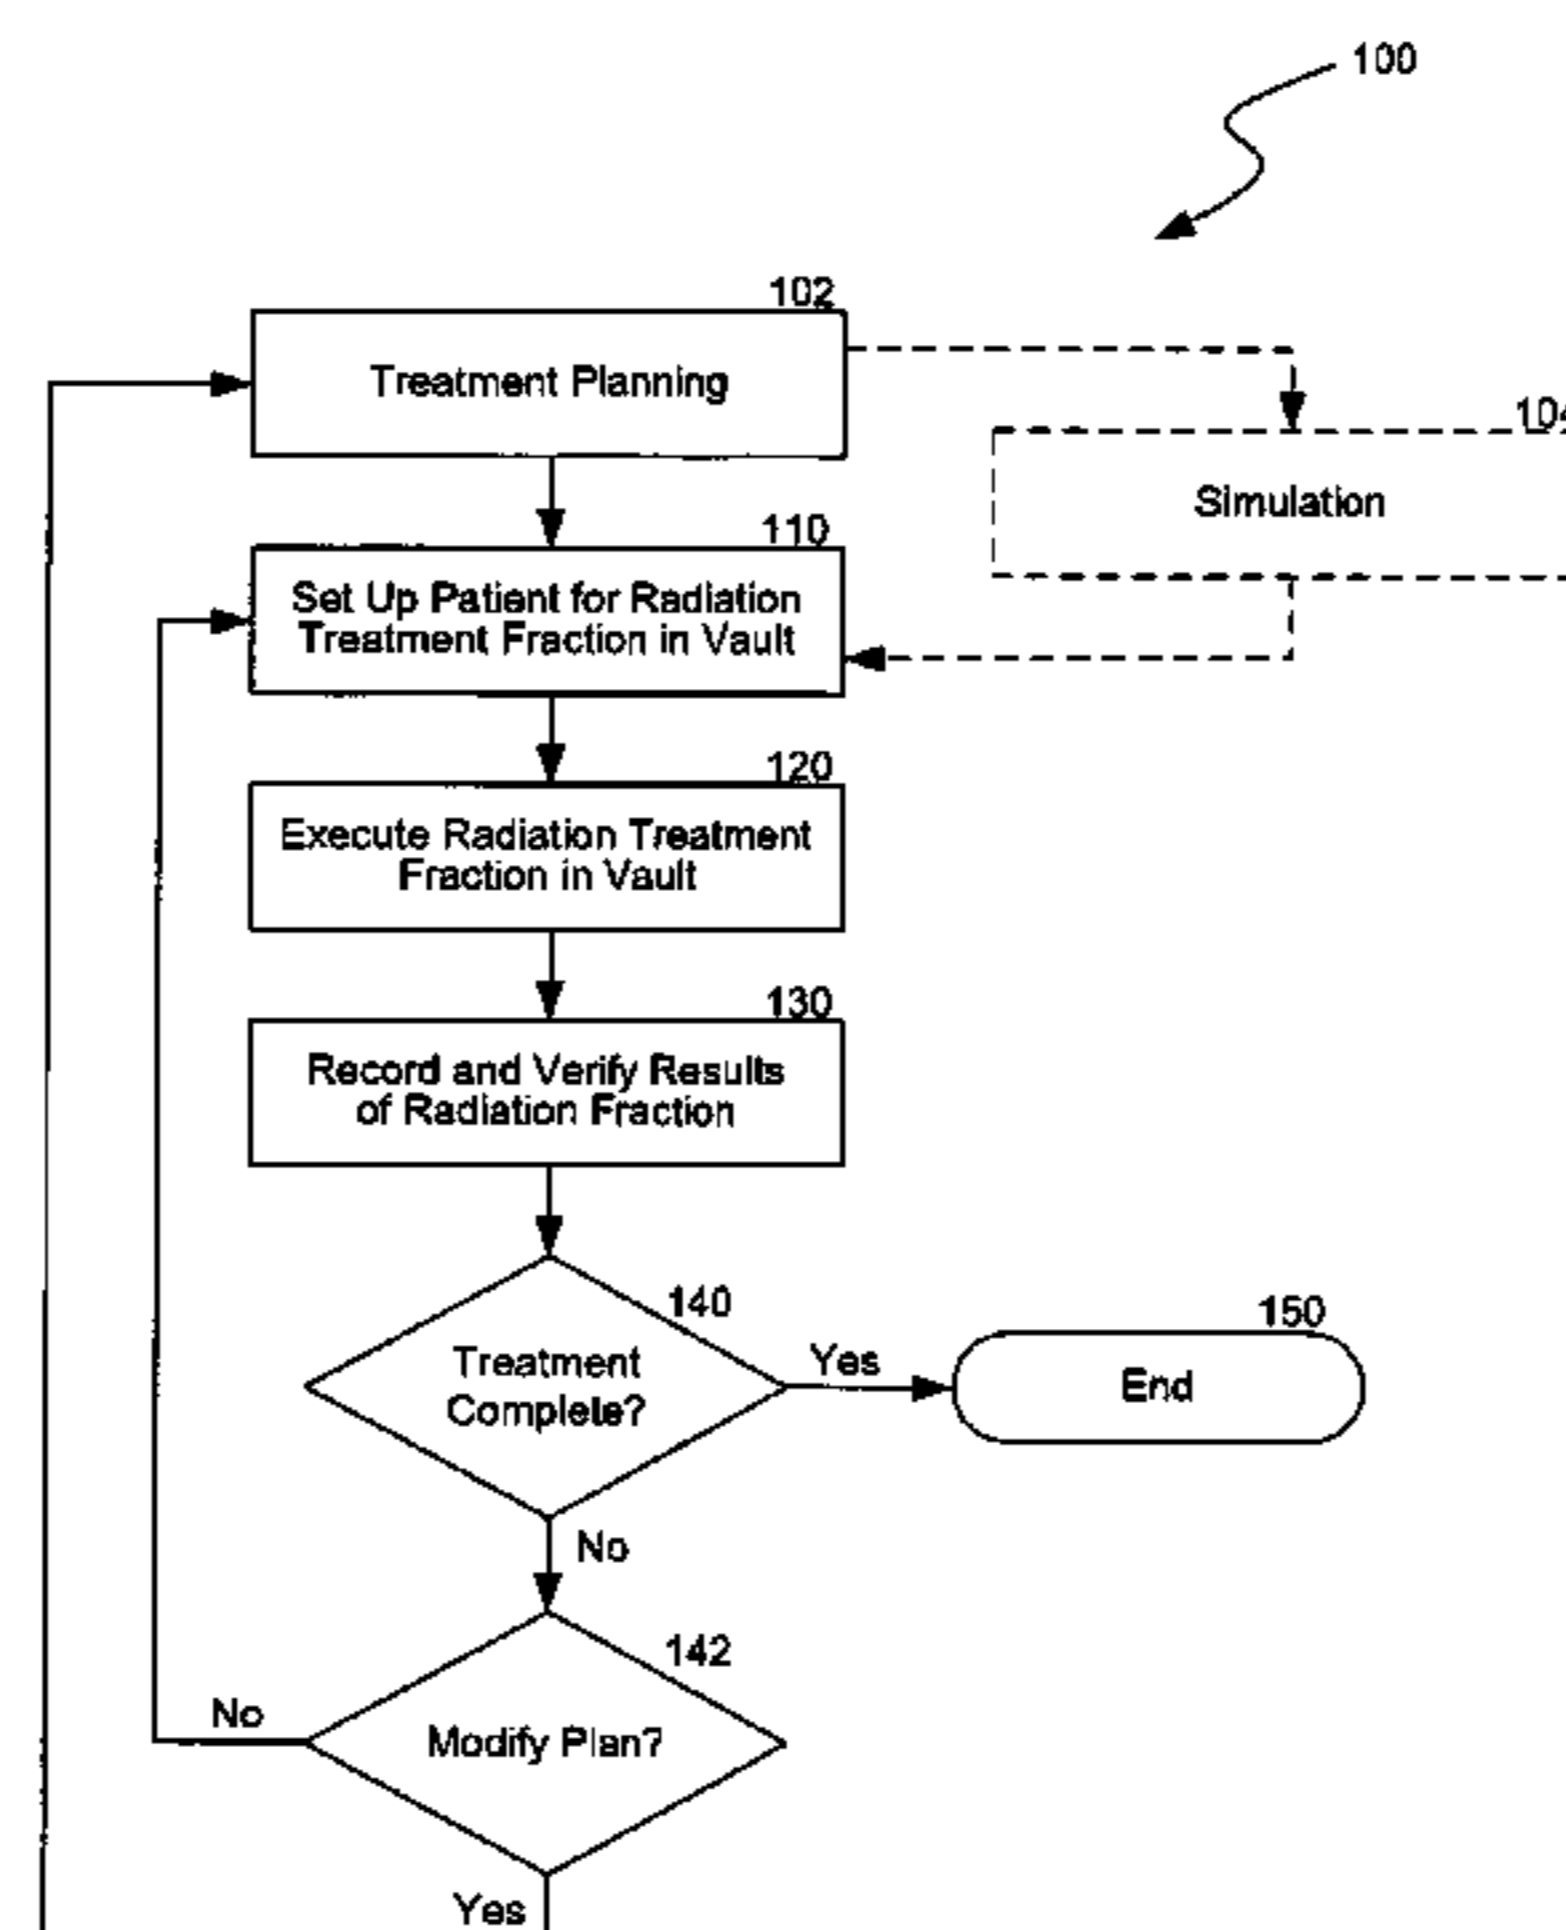 100
102
Treatment Planning
104
Simulation
110
Set Up Patient for Radiation
Treatment Fraction in Vault
120
Execute Radiation Treatment
Fraction in Vault
130
Record and Verify Results
of Radiation Fraction
140
Treatment
Complete?
Yes
150
End
No
142
Modify Plan?
No
Yes